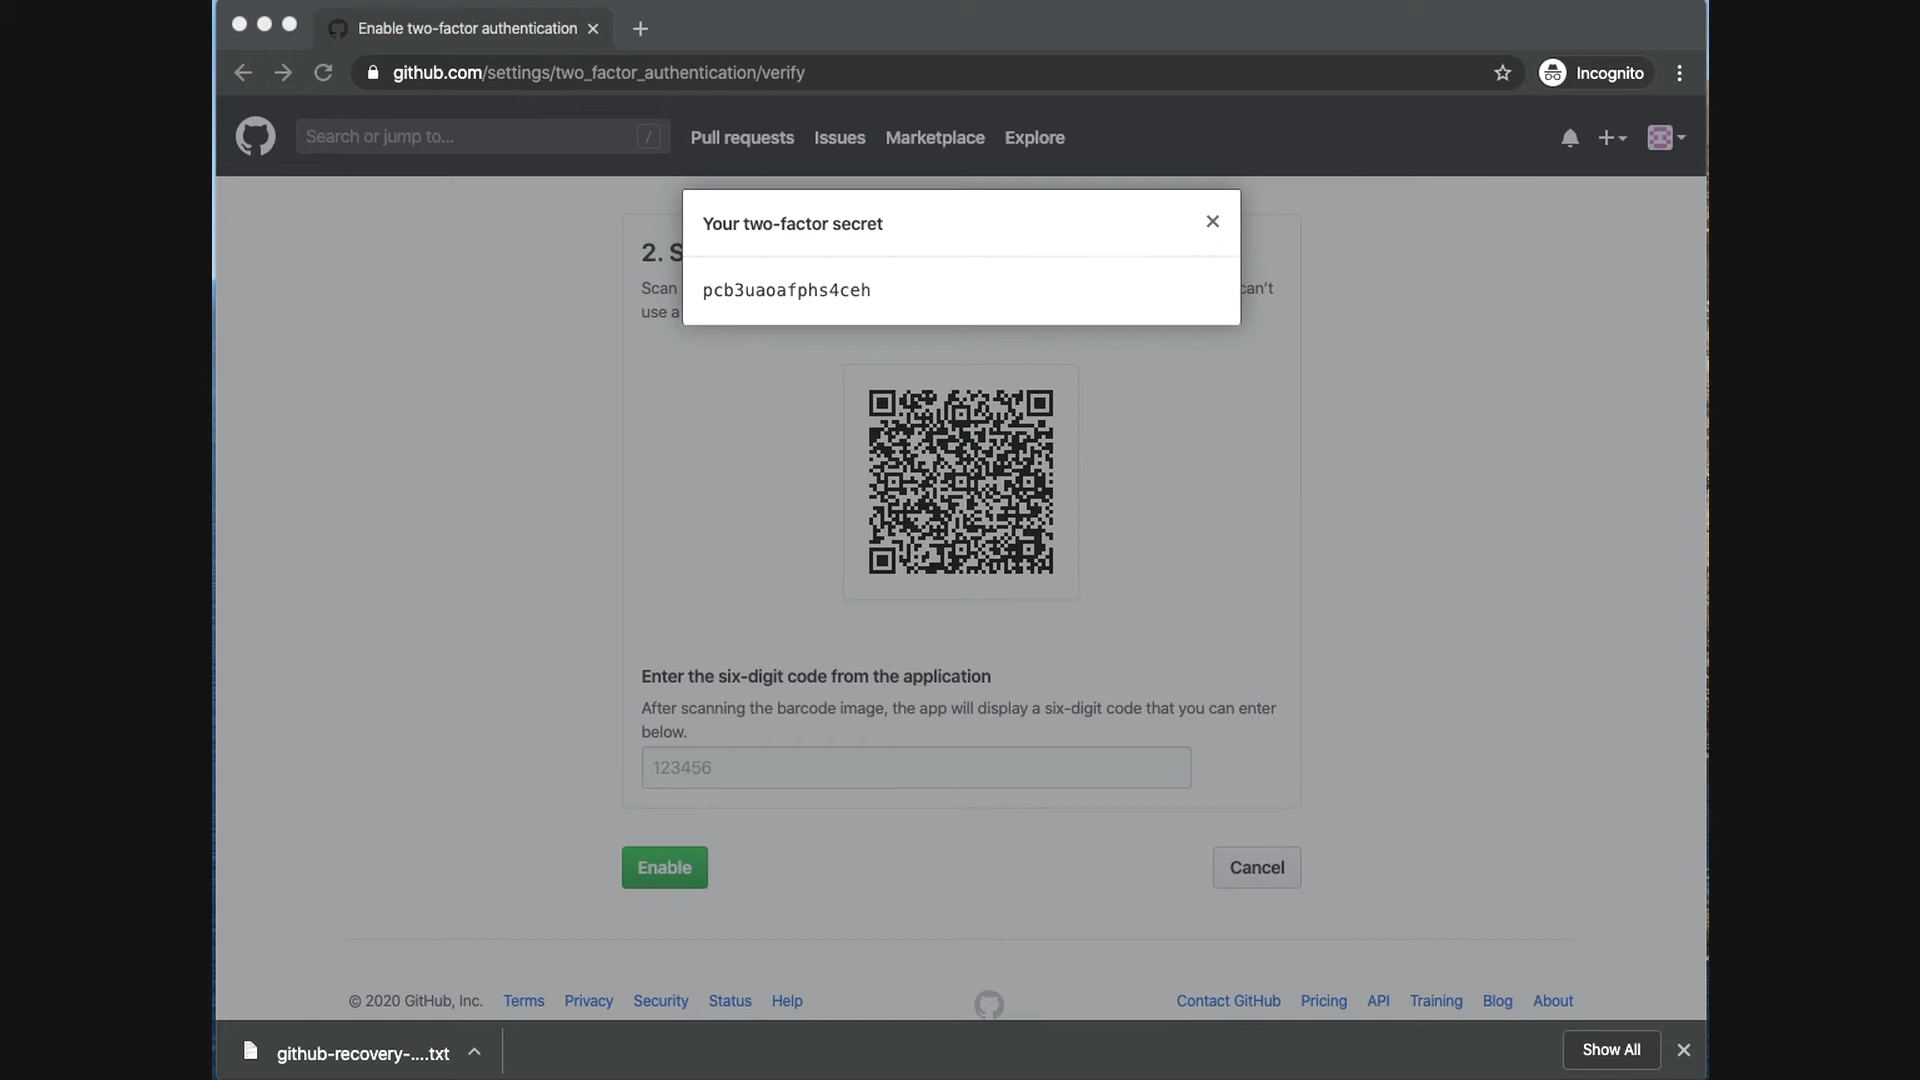 Enable two-factor authentication
github.com/settings/two_factor_authentication/verify
Incognito
Search or jump to...
/
Pull requests
Issues
Marketplace
Explore
Your two-factor secret
pcb3uaoafphs4ceh
2. S
Scan
can't
use a
Enter the six-digit code from the application
After scanning the barcode image, the app will display a six-digit code that you can enter
below.
123456
Enable
Cancel
© 2020 GitHub, Inc.
Terms
Privacy
Security
Status
Help
Contact GitHub
Pricing
API
Training
Blog
About
github-recovery-....txt
Show All